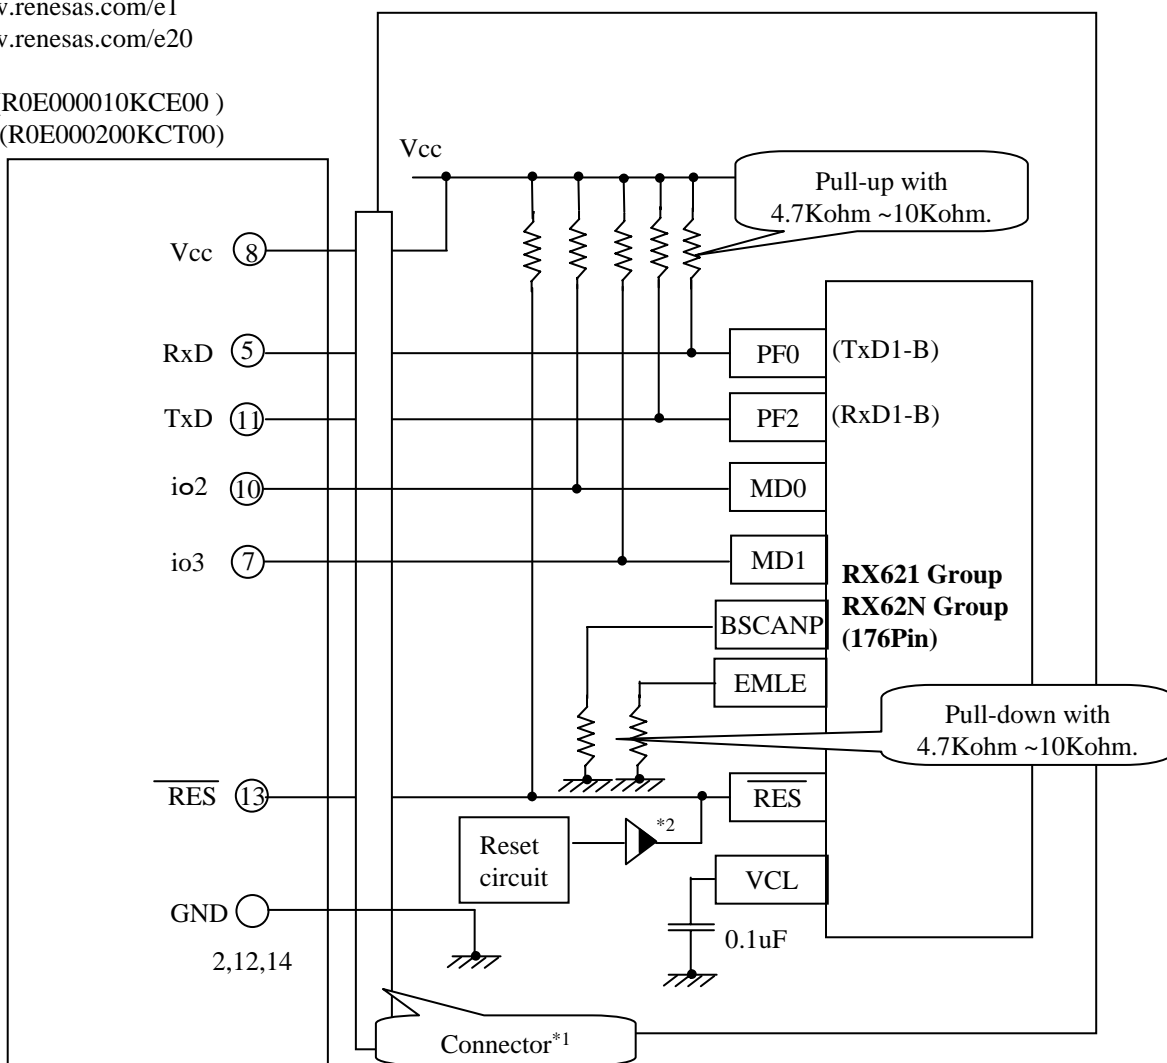 w.renesas.com/e1
w.renesas.com/e20
(R0E000010KCE00 )
(R0E000200KCT00)
Vcc
Pull-up with
4.7Kohm ~10Kohm.
Vcc 8
RxD 5
PF0 (TxD1-B)
TxD 11
PF2 (RxD1-B)
io2 10
MD0
io3 7
MD1
RX621 Group
RX62N Group
(176Pin)
BSCANP
EMLE
Pull-down with
4.7Kohm ~10Kohm.
RES 13
RES
Reset
circuit
*2
VCL
0.1uF
GND
2,12,14
Connector*1